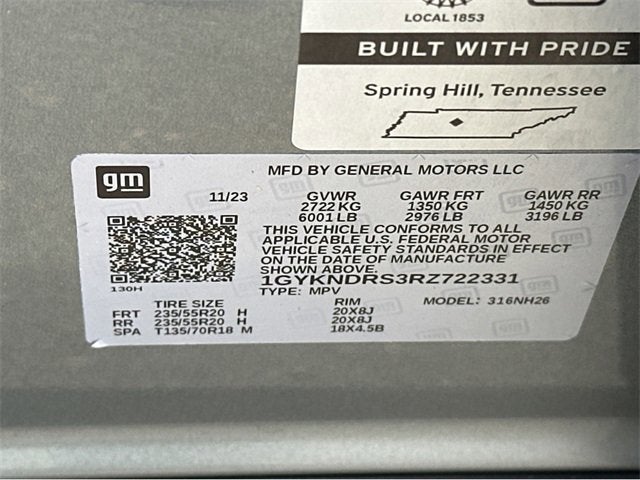 LOCAL 1853
BUILT WITH PRIDE
Spring Hill, Tennessee
gm
MFD BY GENERAL MOTORS LLC
11/23 GVWR GAWR FRT GAWR RR
2722 KG 1350 KG 1450 KG
6001 LB 2976 LB 3196 LB
THIS VEHICLE CONFORMS TO ALL
APPLICABLE U.S. FEDERAL MOTOR
VEHICLE SAFETY STANDARDS IN EFFECT
ON THE DATE OF MANUFACTURE
SHOWN ABOVE.
1GYKNDRS3RZ722331
130H
TYPE: MPV MODEL: 316NH26
TIRE SIZE RIM
FRT 235/55R20 H 20X8J
RR 235/55R20 H 20X8J
SPA T135/70R18 M 18X4.5B